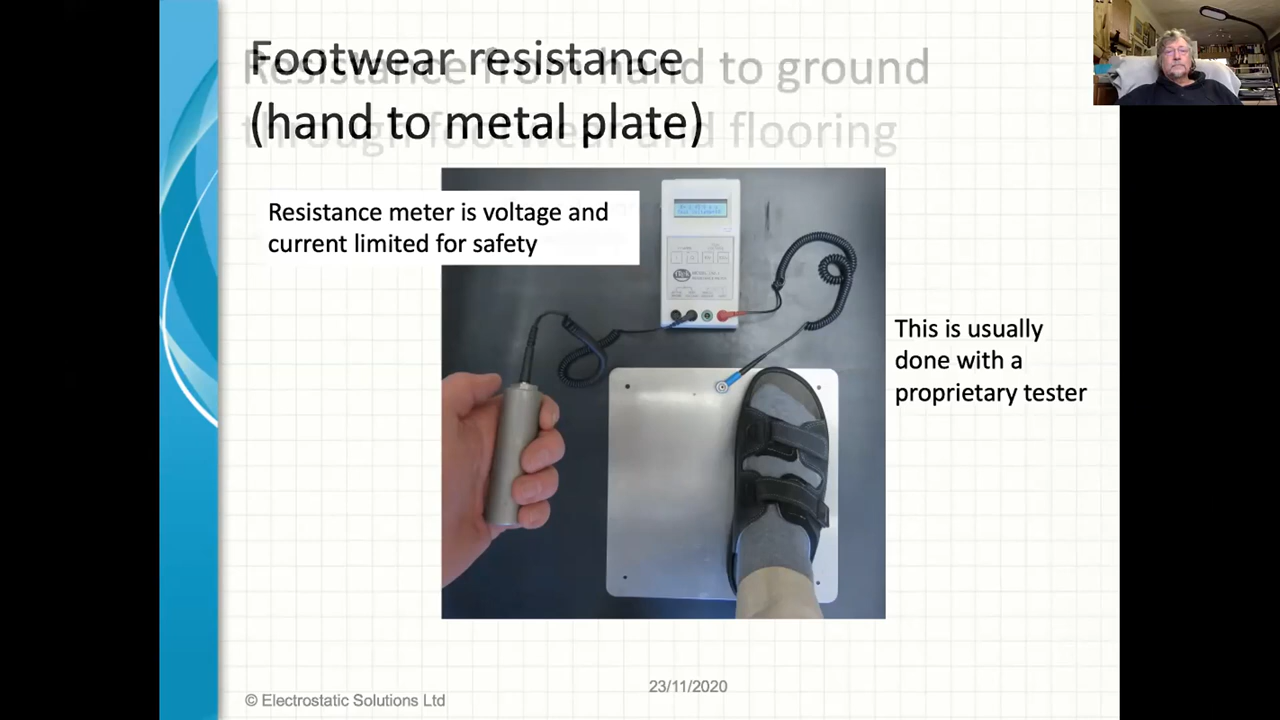 Footwear resistance
(hand to metal plate)
Resistance from hand to ground
through footwear and flooring
Resistance meter is voltage and
current limited for safety
This is usually
done with a
proprietary tester
23/11/2020
© Electrostatic Solutions Ltd